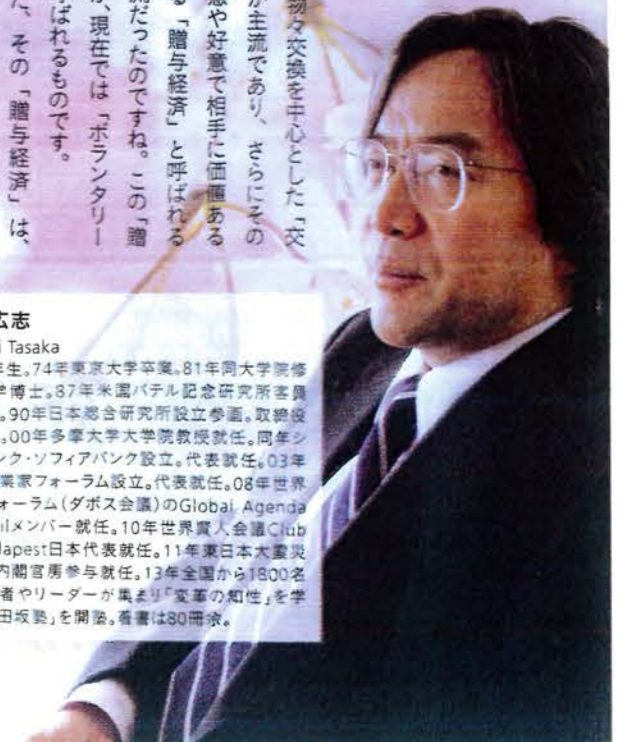 物々交換を中心とした「交
が主流であり、さらにその
意や好意で相手に価値ある
る「贈与経済」と呼ばれる
流だったのですね。この「贈
が、現在では「ボランタリー
呼ばれるものです。
た、その「贈与経済」は、
広志
i Tasaka
年生。74年東京大学卒業。81年同大学院修
学博士。87年米国バテル記念研究所客員
。90年日本総合研究所設立参画。取締役
。00年多摩大学大学院教授就任。同年シ
ンク・ソフィアバンク設立。代表就任。03年
業家フォーラム設立。代表就任。08年世界
ォーラム(ダボス会議)のGlobal Agenda
ilメンバー就任。10年世界賢人会議Club
dapest日本代表就任。11年東日本大震災
内閣官房参与就任。13年全国から1800名
者やリーダーが集まり「変革の知性」を学
田坂塾」を開塾。著書は80冊余。